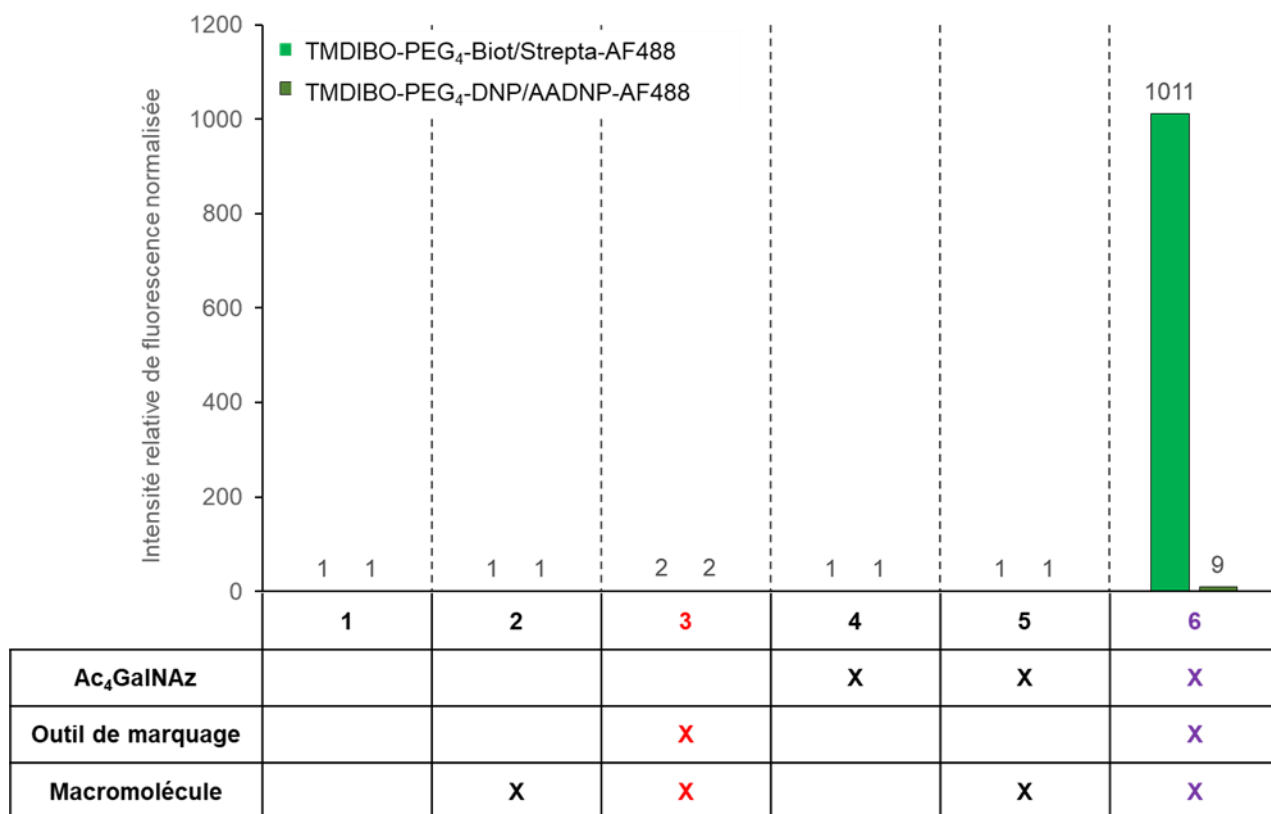 Intensité relative de fluorescence normalisée
1200
1000
800
600
400
200
0
TMDIBO-PEG₄-Biot/Strepta-AF488
TMDIBO-PEG₄-DNP/AADNP-AF488
1 1 1 1 2 2 1 1 1 1 1011 9
1 2 3 4 5 6
Ac₄GalNAz X X X
Outil de marquage X X
Macromolécule X X X X